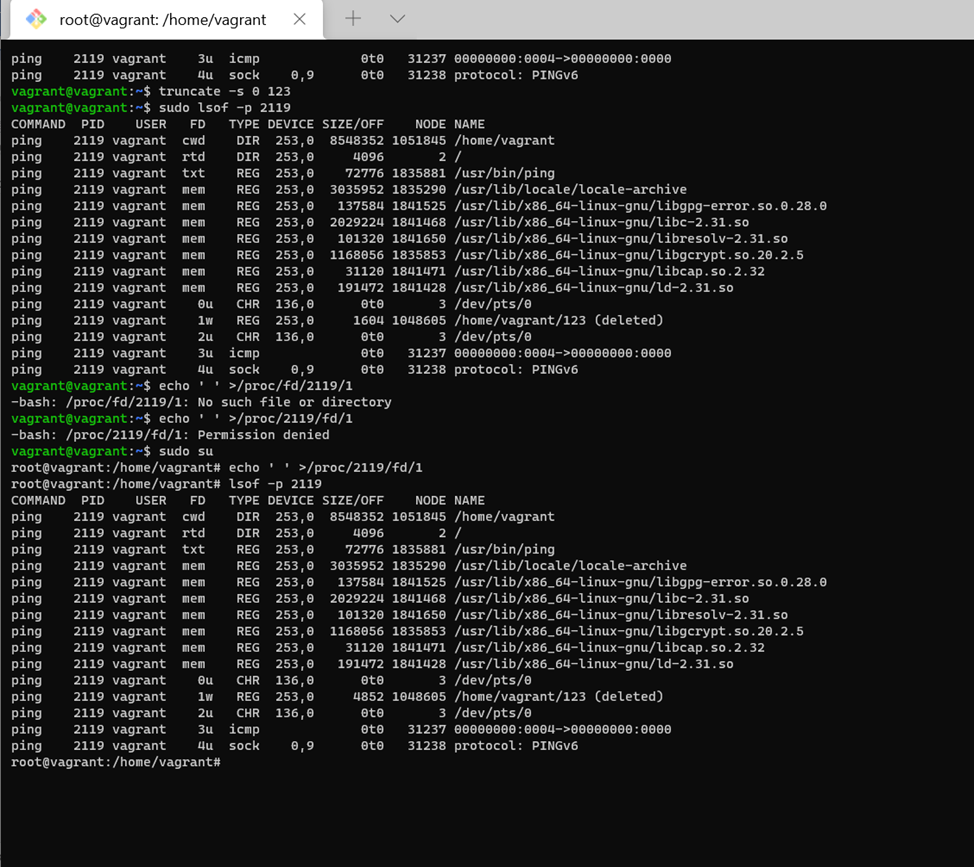 root@vagrant: /home/vagrant
ping 2119 vagrant 3u icmp 0t0 31237 00000000:0004->00000000:0000
ping 2119 vagrant 4u sock 0,9 0t0 31238 protocol: PINGv6
vagrant@vagrant:~$ truncate -s 0 123
vagrant@vagrant:~$ sudo lsof -p 2119
COMMAND PID USER FD TYPE DEVICE SIZE/OFF NODE NAME
ping 2119 vagrant cwd DIR 253,0 8548352 1051845 /home/vagrant
ping 2119 vagrant rtd DIR 253,0 4096 2 /
ping 2119 vagrant txt REG 253,0 72776 1835881 /usr/bin/ping
ping 2119 vagrant mem REG 253,0 3035952 1835290 /usr/lib/locale/locale-archive
ping 2119 vagrant mem REG 253,0 137584 1841525 /usr/lib/x86_64-linux-gnu/libgpg-error.so.0.28.0
ping 2119 vagrant mem REG 253,0 2029224 1841468 /usr/lib/x86_64-linux-gnu/libc-2.31.so
ping 2119 vagrant mem REG 253,0 101320 1841650 /usr/lib/x86_64-linux-gnu/libresolv-2.31.so
ping 2119 vagrant mem REG 253,0 1168056 1835853 /usr/lib/x86_64-linux-gnu/libgcrypt.so.20.2.5
ping 2119 vagrant mem REG 253,0 31120 1841471 /usr/lib/x86_64-linux-gnu/libcap.so.2.32
ping 2119 vagrant mem REG 253,0 191472 1841428 /usr/lib/x86_64-linux-gnu/ld-2.31.so
ping 2119 vagrant 0u CHR 136,0 0t0 3 /dev/pts/0
ping 2119 vagrant 1w REG 253,0 1604 1048605 /home/vagrant/123 (deleted)
ping 2119 vagrant 2u CHR 136,0 0t0 3 /dev/pts/0
ping 2119 vagrant 3u icmp 0t0 31237 00000000:0004->00000000:0000
ping 2119 vagrant 4u sock 0,9 0t0 31238 protocol: PINGv6
vagrant@vagrant:~$ echo ' ' >/proc/fd/2119/1
-bash: /proc/fd/2119/1: No such file or directory
vagrant@vagrant:~$ echo ' ' >/proc/2119/fd/1
-bash: /proc/2119/fd/1: Permission denied
vagrant@vagrant:~$ sudo su
root@vagrant:/home/vagrant# echo ' ' >/proc/2119/fd/1
root@vagrant:/home/vagrant# lsof -p 2119
COMMAND PID USER FD TYPE DEVICE SIZE/OFF NODE NAME
ping 2119 vagrant cwd DIR 253,0 8548352 1051845 /home/vagrant
ping 2119 vagrant rtd DIR 253,0 4096 2 /
ping 2119 vagrant txt REG 253,0 72776 1835881 /usr/bin/ping
ping 2119 vagrant mem REG 253,0 3035952 1835290 /usr/lib/locale/locale-archive
ping 2119 vagrant mem REG 253,0 137584 1841525 /usr/lib/x86_64-linux-gnu/libgpg-error.so.0.28.0
ping 2119 vagrant mem REG 253,0 2029224 1841468 /usr/lib/x86_64-linux-gnu/libc-2.31.so
ping 2119 vagrant mem REG 253,0 101320 1841650 /usr/lib/x86_64-linux-gnu/libresolv-2.31.so
ping 2119 vagrant mem REG 253,0 1168056 1835853 /usr/lib/x86_64-linux-gnu/libgcrypt.so.20.2.5
ping 2119 vagrant mem REG 253,0 31120 1841471 /usr/lib/x86_64-linux-gnu/libcap.so.2.32
ping 2119 vagrant mem REG 253,0 191472 1841428 /usr/lib/x86_64-linux-gnu/ld-2.31.so
ping 2119 vagrant 0u CHR 136,0 0t0 3 /dev/pts/0
ping 2119 vagrant 1w REG 253,0 4852 1048605 /home/vagrant/123 (deleted)
ping 2119 vagrant 2u CHR 136,0 0t0 3 /dev/pts/0
ping 2119 vagrant 3u icmp 0t0 31237 00000000:0004->00000000:0000
ping 2119 vagrant 4u sock 0,9 0t0 31238 protocol: PINGv6
root@vagrant:/home/vagrant#